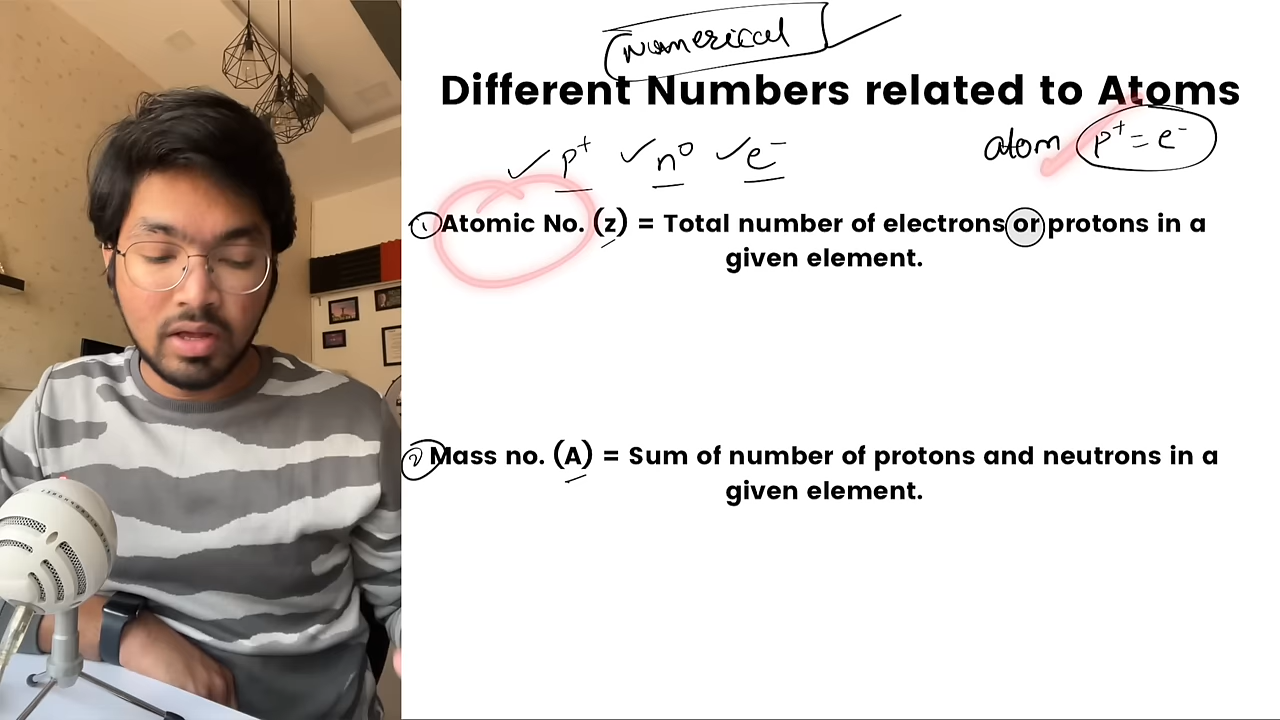 numerical
Different Numbers related to Atoms
✓ p⁺ ✓ n⁰ ✓ e⁻
atom p⁺ = e⁻
① Atomic No. (z) = Total number of electrons or protons in a
given element.
② Mass no. (A) = Sum of number of protons and neutrons in a
given element.